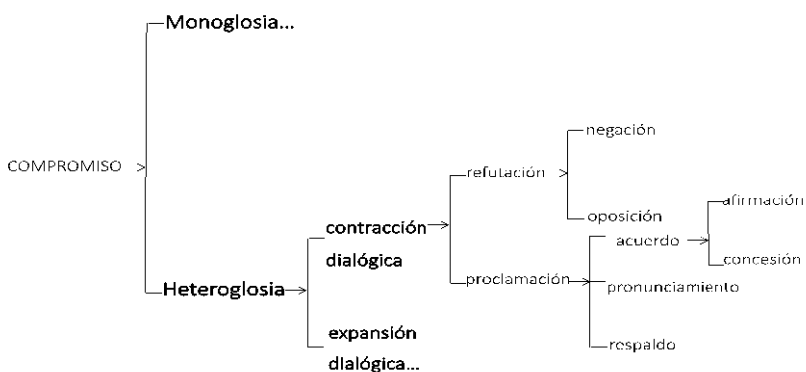 Monoglosia...
negación
COMPROMISO
refutación
afirmación
oposición
contracción
dialógica
acuerdo
concesión
proclamación
Heteroglosia
pronunciamiento
expansión
dialógica...
respaldo